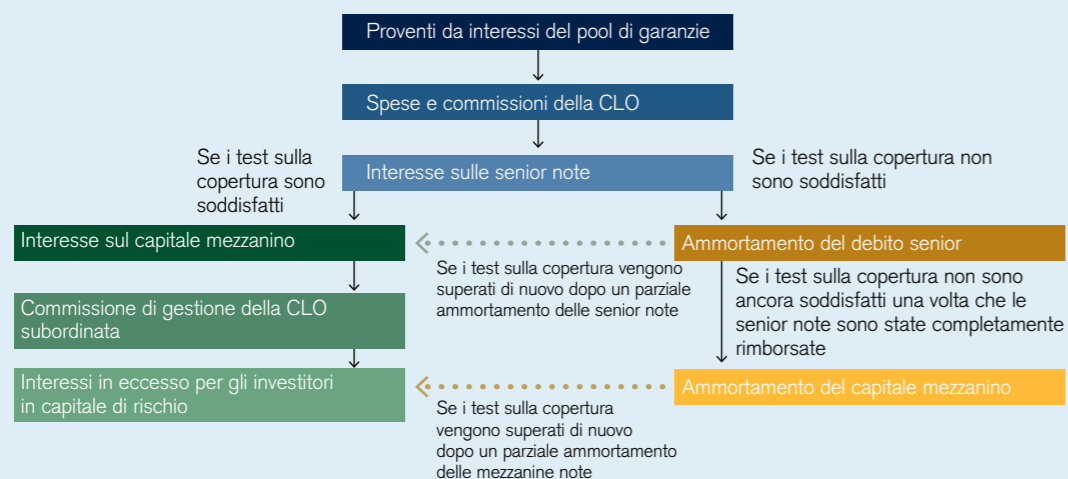 Proventi da interessi del pool di garanzie
Spese e commissioni della CLO
Se i test sulla
copertura sono
soddisfatti
Interesse sulle senior note
Se i test sulla copertura non
sono soddisfatti
Interesse sul capitale mezzanino
Ammortamento del debito senior
Se i test sulla copertura vengono
superati di nuovo dopo un parziale
ammortamento delle senior note
Se i test sulla copertura non sono
ancora soddisfatti una volta che le
senior note sono state completamente
rimborsate
Commissione di gestione della CLO
subordinata
Interessi in eccesso per gli investitori
in capitale di rischio
Ammortamento del capitale mezzanino
Se i test sulla copertura
vengono superati di nuovo
dopo un parziale ammortamento
delle mezzanine note